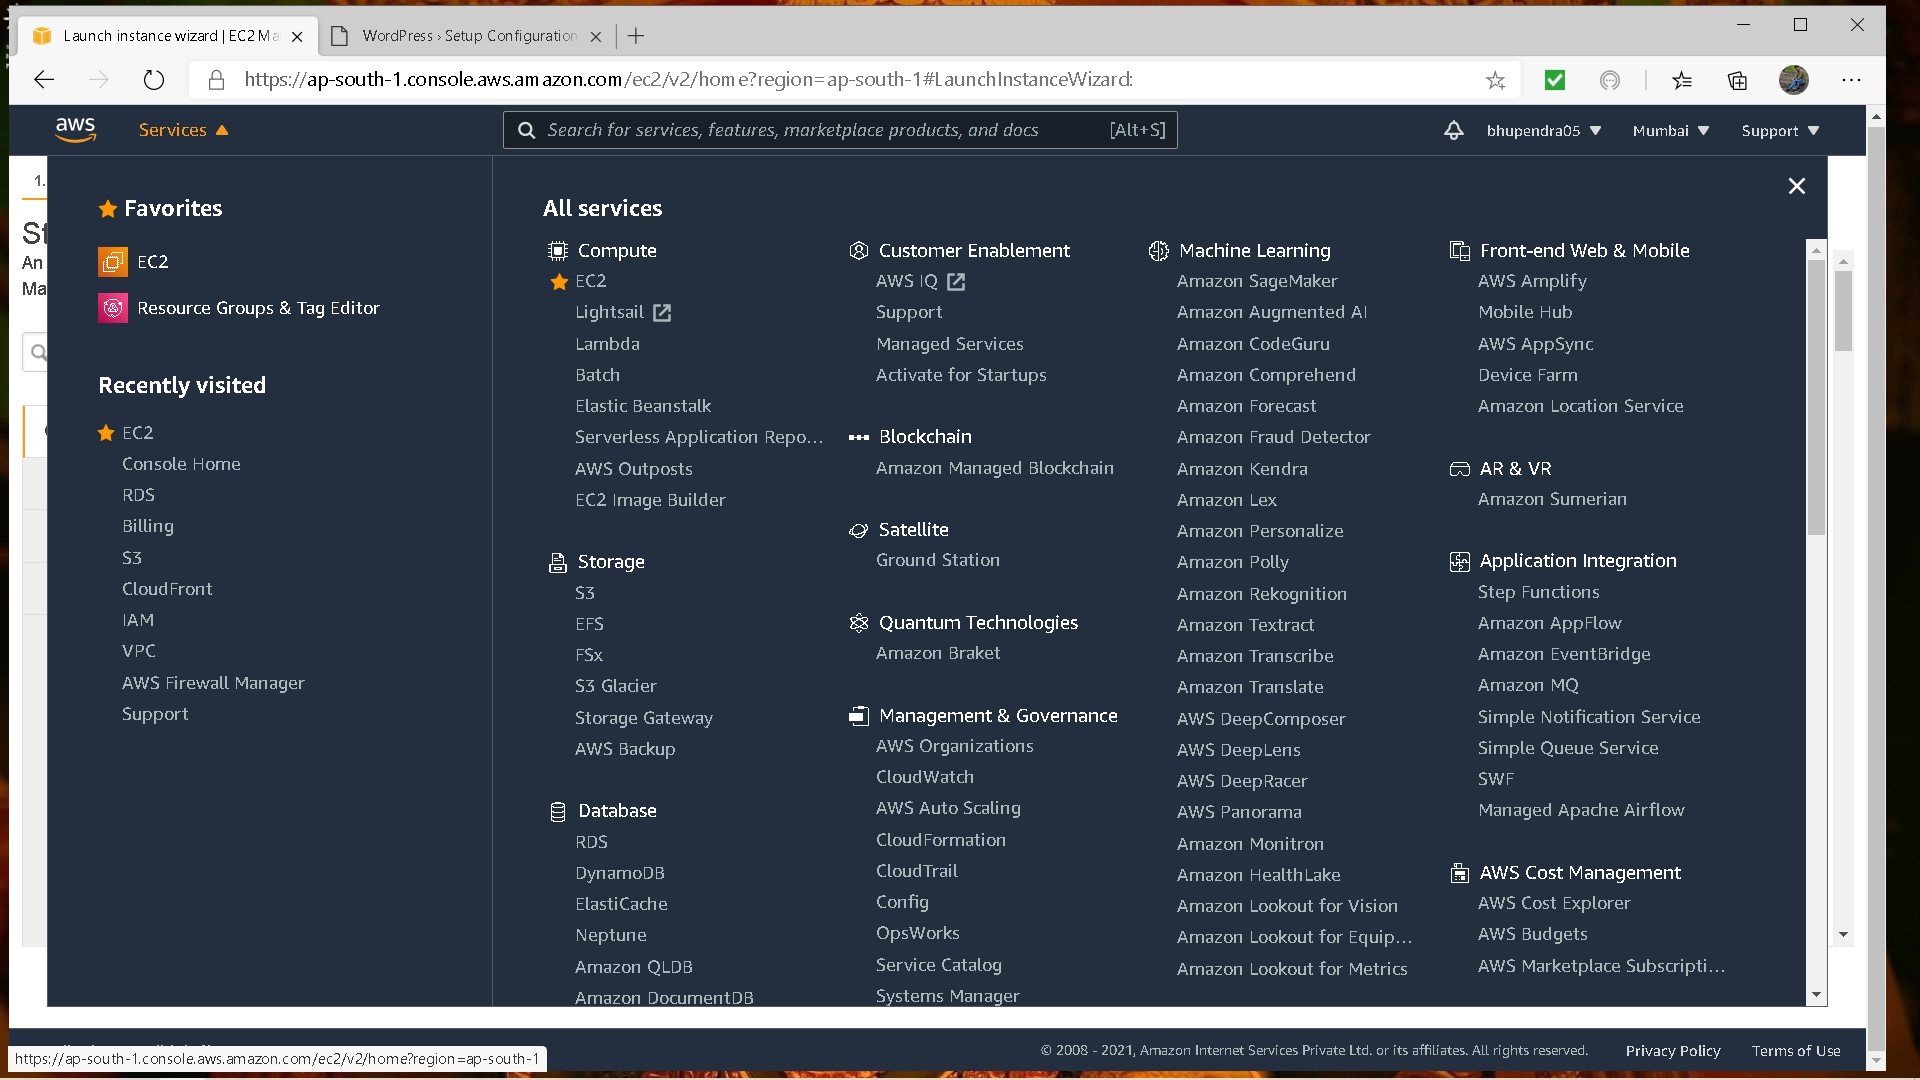 Launch instance wizard | EC2 Ma
WordPress › Setup Configuration
https://ap-south-1.console.aws.amazon.com/ec2/v2/home?region=ap-south-1#LaunchInstanceWizard:
aws
Services
Search for services, features, marketplace products, and docs
[Alt+S]
bhupendra05
Mumbai
Support
1.
St
An
Ma
Favorites
EC2
Resource Groups & Tag Editor
Recently visited
EC2
Console Home
RDS
Billing
S3
CloudFront
IAM
VPC
AWS Firewall Manager
Support
All services
Compute
EC2
Lightsail
Lambda
Batch
Elastic Beanstalk
Serverless Application Repo...
AWS Outposts
EC2 Image Builder
Storage
S3
EFS
FSx
S3 Glacier
Storage Gateway
AWS Backup
Database
RDS
DynamoDB
ElastiCache
Neptune
Amazon QLDB
Amazon DocumentDB
Customer Enablement
AWS IQ
Support
Managed Services
Activate for Startups
Blockchain
Amazon Managed Blockchain
Satellite
Ground Station
Quantum Technologies
Amazon Braket
Management & Governance
AWS Organizations
CloudWatch
AWS Auto Scaling
CloudFormation
CloudTrail
Config
OpsWorks
Service Catalog
Systems Manager
Machine Learning
Amazon SageMaker
Amazon Augmented AI
Amazon CodeGuru
Amazon Comprehend
Amazon Forecast
Amazon Fraud Detector
Amazon Kendra
Amazon Lex
Amazon Personalize
Amazon Polly
Amazon Rekognition
Amazon Textract
Amazon Transcribe
Amazon Translate
AWS DeepComposer
AWS DeepLens
AWS DeepRacer
AWS Panorama
Amazon Monitron
Amazon HealthLake
Amazon Lookout for Vision
Amazon Lookout for Equip...
Amazon Lookout for Metrics
Front-end Web & Mobile
AWS Amplify
Mobile Hub
AWS AppSync
Device Farm
Amazon Location Service
AR & VR
Amazon Sumerian
Application Integration
Step Functions
Amazon AppFlow
Amazon EventBridge
Amazon MQ
Simple Notification Service
Simple Queue Service
SWF
Managed Apache Airflow
AWS Cost Management
AWS Cost Explorer
AWS Budgets
AWS Marketplace Subscripti...
https://ap-south-1.console.aws.amazon.com/ec2/v2/home?region=ap-south-1
© 2008 - 2021, Amazon Internet Services Private Ltd. or its affiliates. All rights reserved.
Privacy Policy
Terms of Use